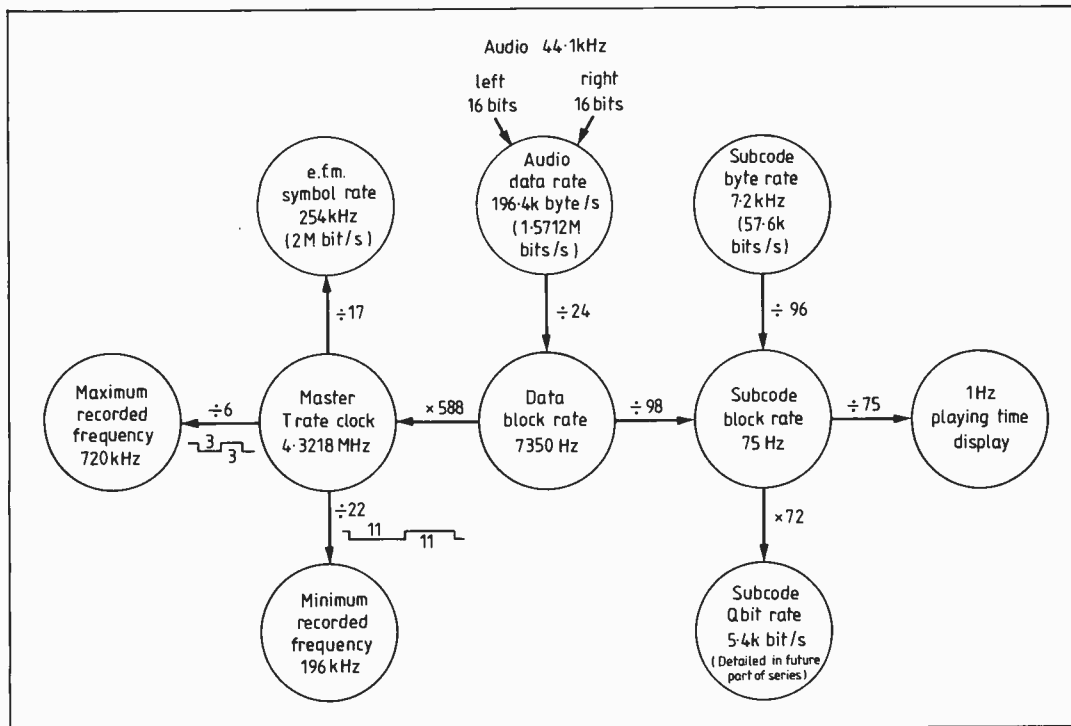 Audio 44·1kHz
left
16 bits
right
16 bits
e.f.m.
symbol rate
254kHz
(2M bit/s)
Audio
data rate
196·4k byte/s
(1·5712M
bits/s)
Subcode
byte rate
7·2kHz
(57·6k
bits/s)
÷17
÷24
÷96
Maximum
recorded
frequency
720kHz
÷6
3
3
Master
T rate clock
4·3218MHz
×588
Data
block rate
7350 Hz
÷98
Subcode
block rate
75 Hz
÷75
1Hz
playing time
display
÷22
11
11
×72
Minimum
recorded
frequency
196 kHz
Subcode
Qbit rate
5·4k bit/s
(Detailed in future
part of series)